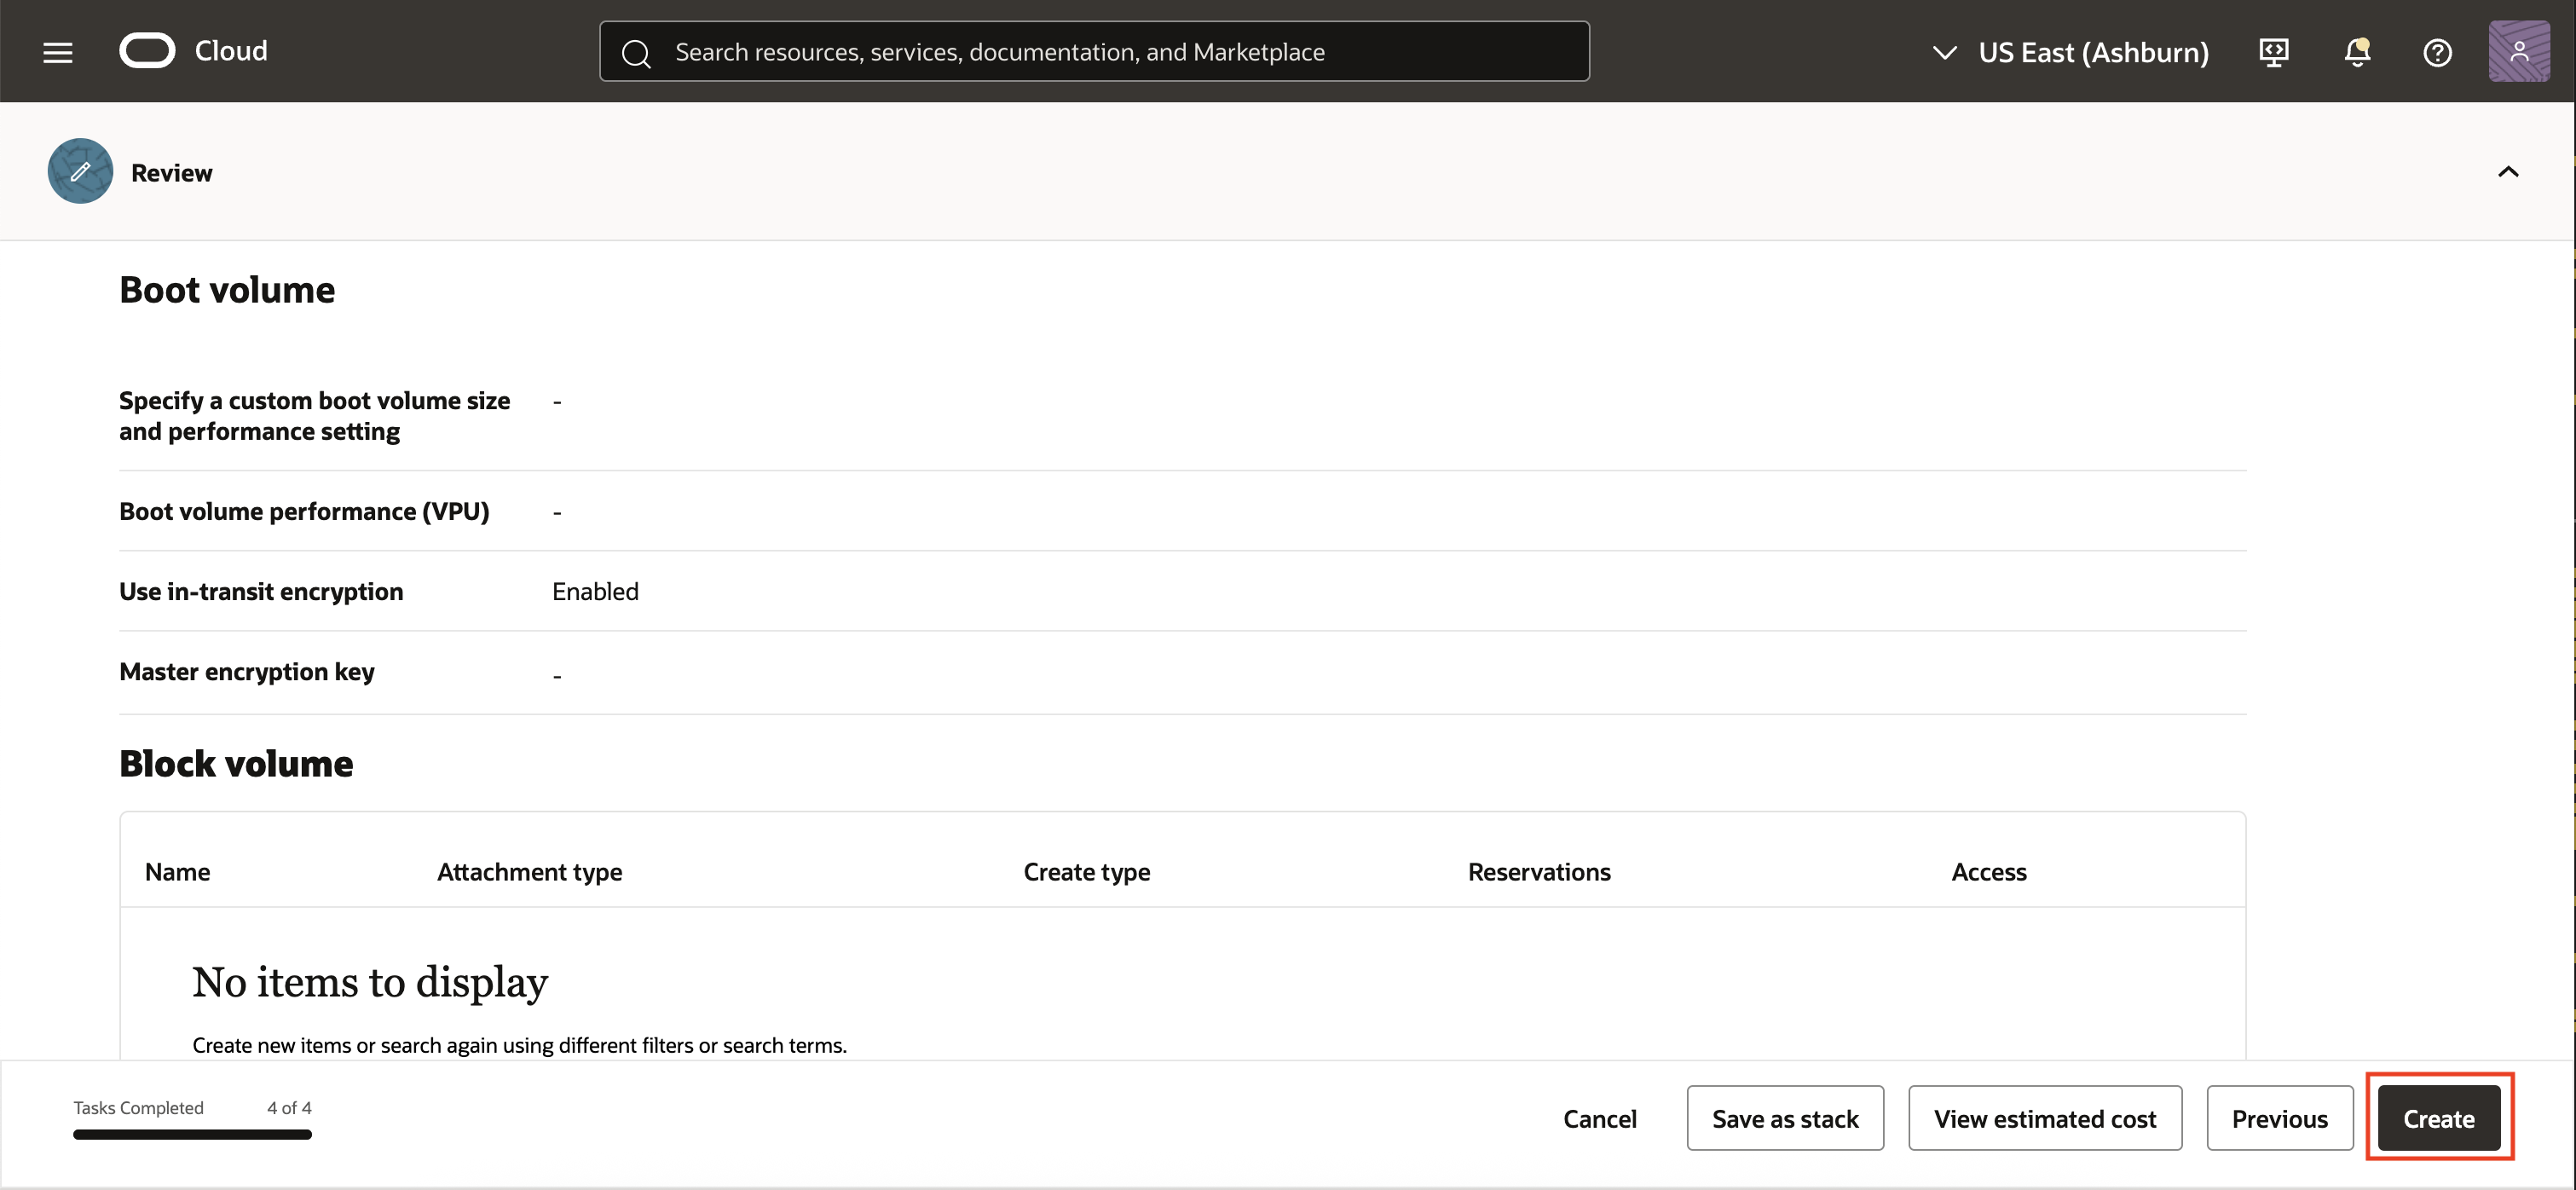 Cloud
Search resources, services, documentation, and Marketplace
US East (Ashburn)
Review
Boot volume
Specify a custom boot volume size
and performance setting
-
Boot volume performance (VPU)
-
Use in-transit encryption
Enabled
Master encryption key
-
Block volume
Name
Attachment type
Create type
Reservations
Access
No items to display
Create new items or search again using different filters or search terms.
Tasks Completed
4 of 4
Cancel
Save as stack
View estimated cost
Previous
Create